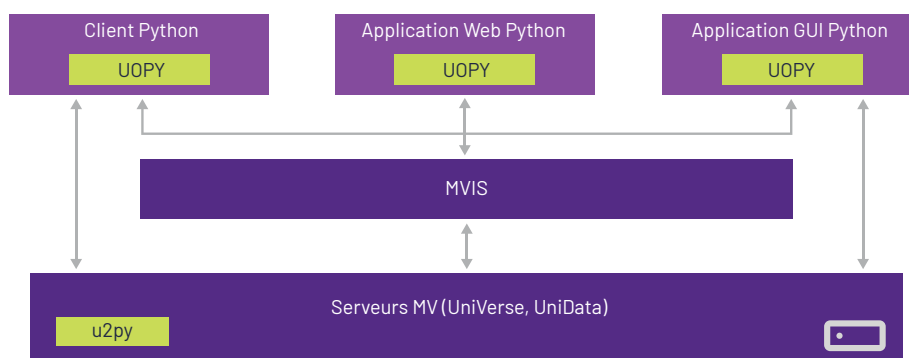 Client Python
Application Web Python
Application GUI Python
UOPY
UOPY
UOPY
MVIS
Serveurs MV (UniVerse, UniData)
u2py